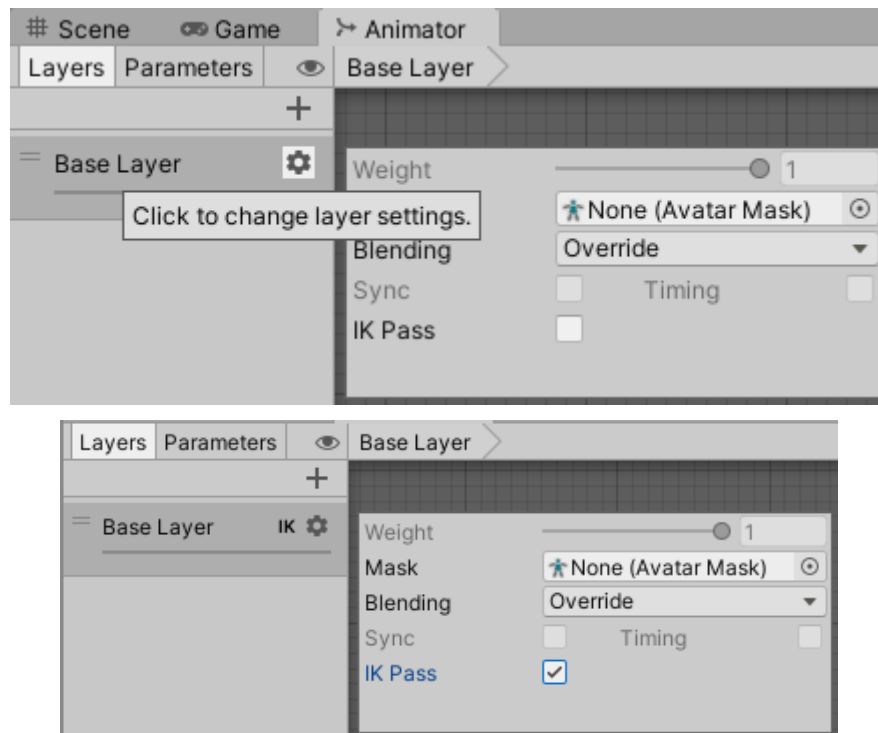 Scene Game Animator
Layers Parameters Base Layer
Base Layer
Weight 1
Click to change layer settings.
None (Avatar Mask)
Blending Override
Sync Timing
IK Pass
Layers Parameters Base Layer
Base Layer IK
Weight 1
Mask None (Avatar Mask)
Blending Override
Sync Timing
IK Pass